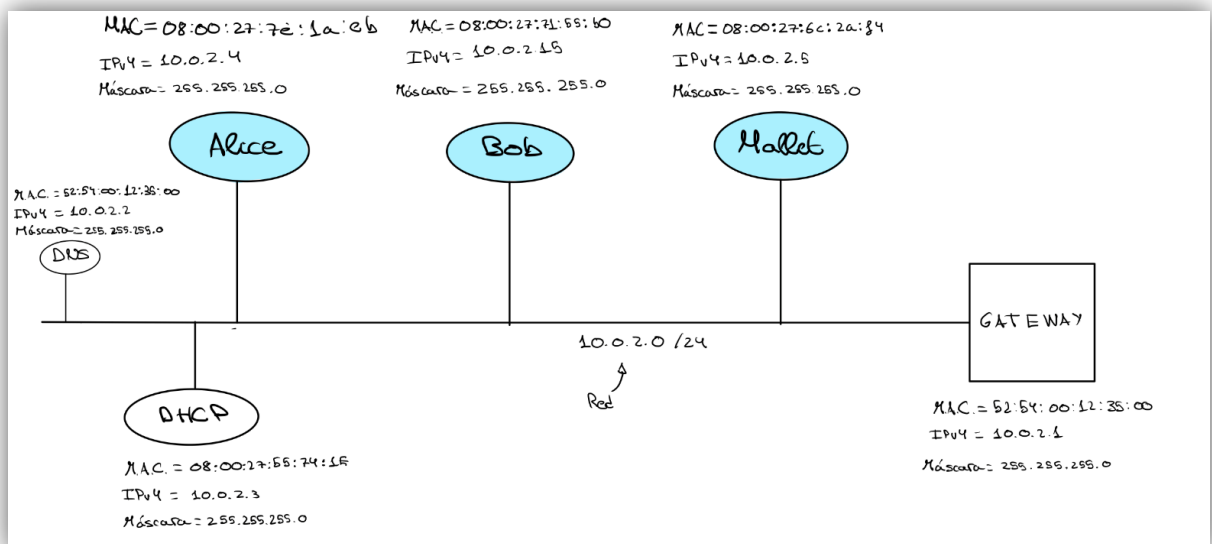 MAC = 08:00:27:7e:1a:eb
IPv4 = 10.0.2.4
Máscara = 255.255.255.0
Alice
MAC = 08:00:27:71:55:b0
IPv4 = 10.0.2.15
Máscara = 255.255.255.0
Bob
MAC = 08:00:27:6c:2a:f4
IPv4 = 10.0.2.5
Máscara = 255.255.255.0
Mallet
M.A.C. = 52:54:00:12:35:00
IPv4 = 10.0.2.2
Máscara = 255.255.255.0
DNS
10.0.2.0 /24
Red
GATEWAY
M.A.C. = 52:54:00:12:35:00
IPv4 = 10.0.2.1
Máscara = 255.255.255.0
DHCP
M.A.C. = 08:00:27:55:74:15
IPv4 = 10.0.2.3
Máscara = 255.255.255.0